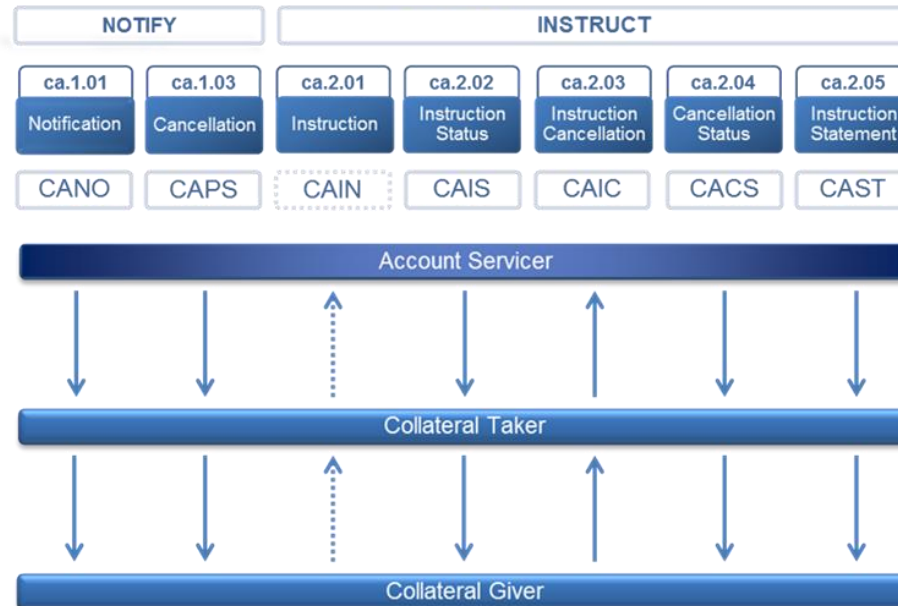 NOTIFY
INSTRUCT
ca.1.01
ca.1.03
ca.2.01
ca.2.02
ca.2.03
ca.2.04
ca.2.05
Notification
Cancellation
Instruction
Instruction
Status
Instruction
Cancellation
Cancellation
Status
Instruction
Statement
CANO
CAPS
CAIN
CAIS
CAIC
CACS
CAST
Account Servicer
Collateral Taker
Collateral Giver